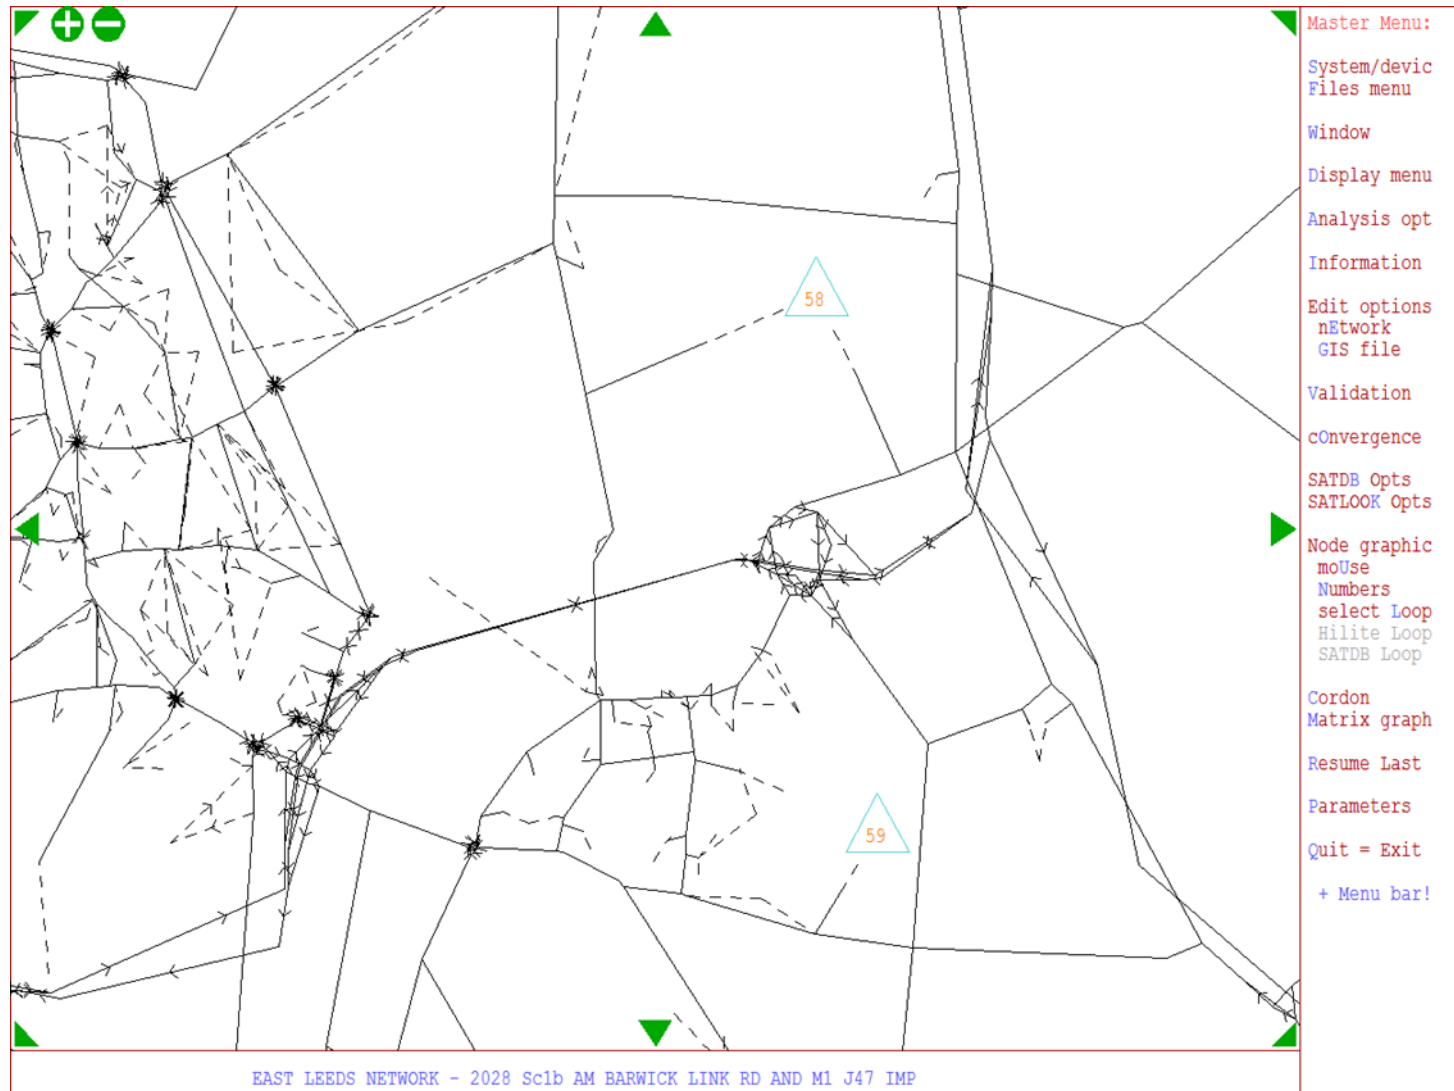 Master Menu:
System/devic
Files menu
Window
Display menu
Analysis opt
Information
Edit options
nEtwork
GIS file
Validation
cOnvergence
SATDB Opts
SATLOOK Opts
Node graphic
moUse
Numbers
select Loop
Hilite Loop
SATDB Loop
Cordon
Matrix graph
Resume Last
Parameters
Quit = Exit
+ Menu bar!
58
59
EAST LEEDS NETWORK - 2028 Sc1b AM BARWICK LINK RD AND M1 J47 IMP